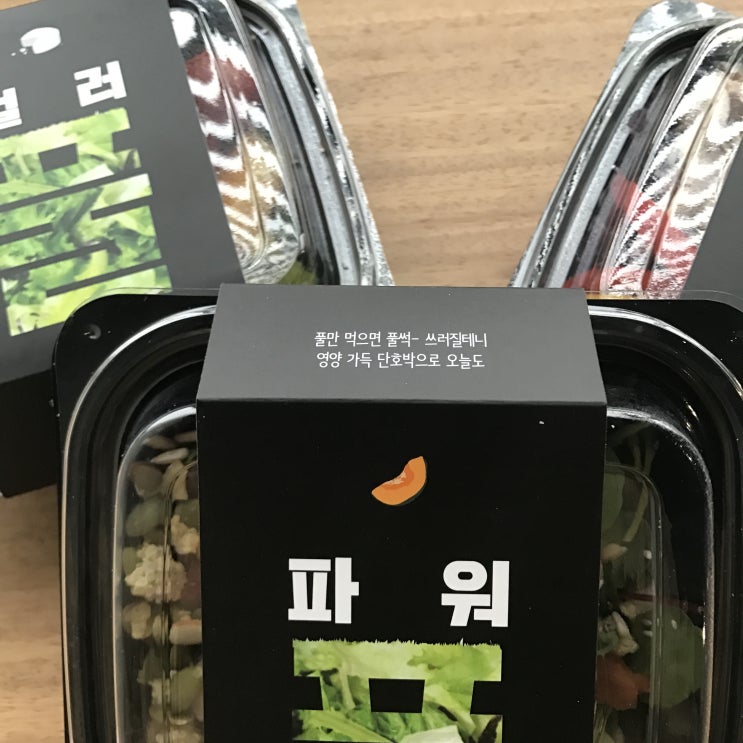 러
풀
풀만 먹으면 풀썩- 쓰러질테니
영양 가득 단호박으로 오늘도
파워